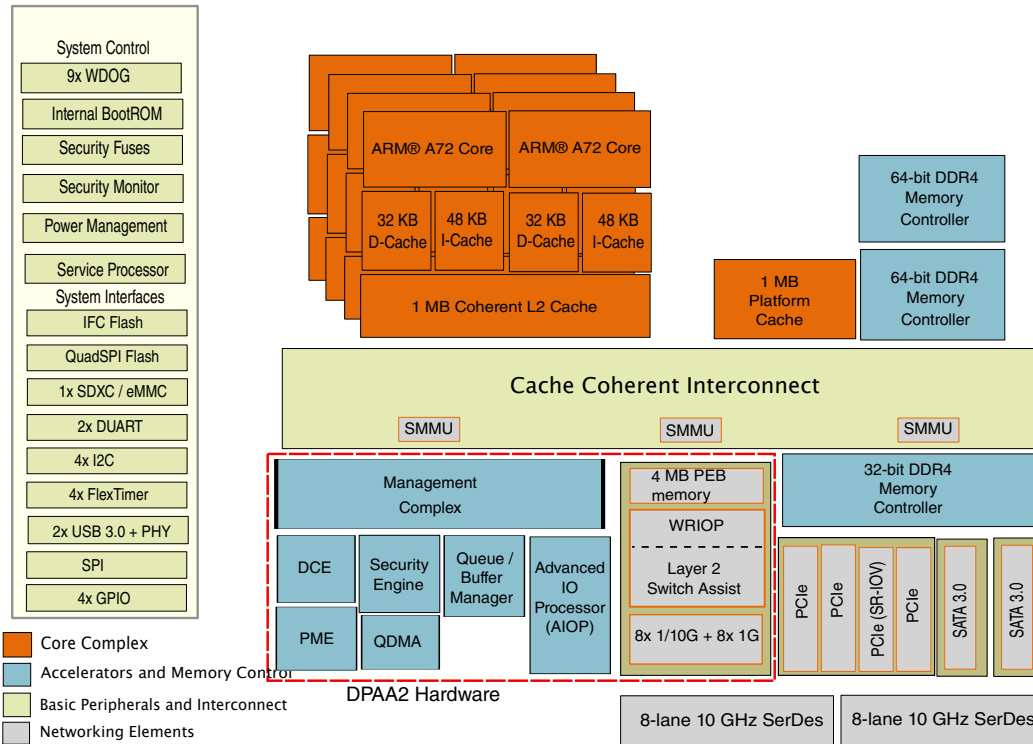 System Control
9x WDOG
Internal BootROM
Security Fuses
Security Monitor
Power Management
Service Processor
System Interfaces
IFC Flash
QuadSPI Flash
1x SDXC / eMMC
2x DUART
4x I2C
4x FlexTimer
2x USB 3.0 + PHY
SPI
4x GPIO
Core Complex
Accelerators and Memory Control
Basic Peripherals and Interconnect
Networking Elements
ARM® A72 Core
ARM® A72 Core
32 KB
D-Cache
48 KB
I-Cache
32 KB
D-Cache
48 KB
I-Cache
1 MB Coherent L2 Cache
1 MB
Platform
Cache
64-bit DDR4
Memory
Controller
64-bit DDR4
Memory
Controller
Cache Coherent Interconnect
SMMU
SMMU
SMMU
Management
Complex
DCE
Security
Engine
Queue /
Buffer
Manager
Advanced
IO
Processor
(AIOP)
PME
QDMA
DPAA2 Hardware
4 MB PEB
memory
WRIOP
Layer 2
Switch Assist
8x 1/10G + 8x 1G
32-bit DDR4
Memory
Controller
PCIe
PCIe
PCIe (SR-IOV)
PCIe
SATA 3.0
SATA 3.0
8-lane 10 GHz SerDes
8-lane 10 GHz SerDes